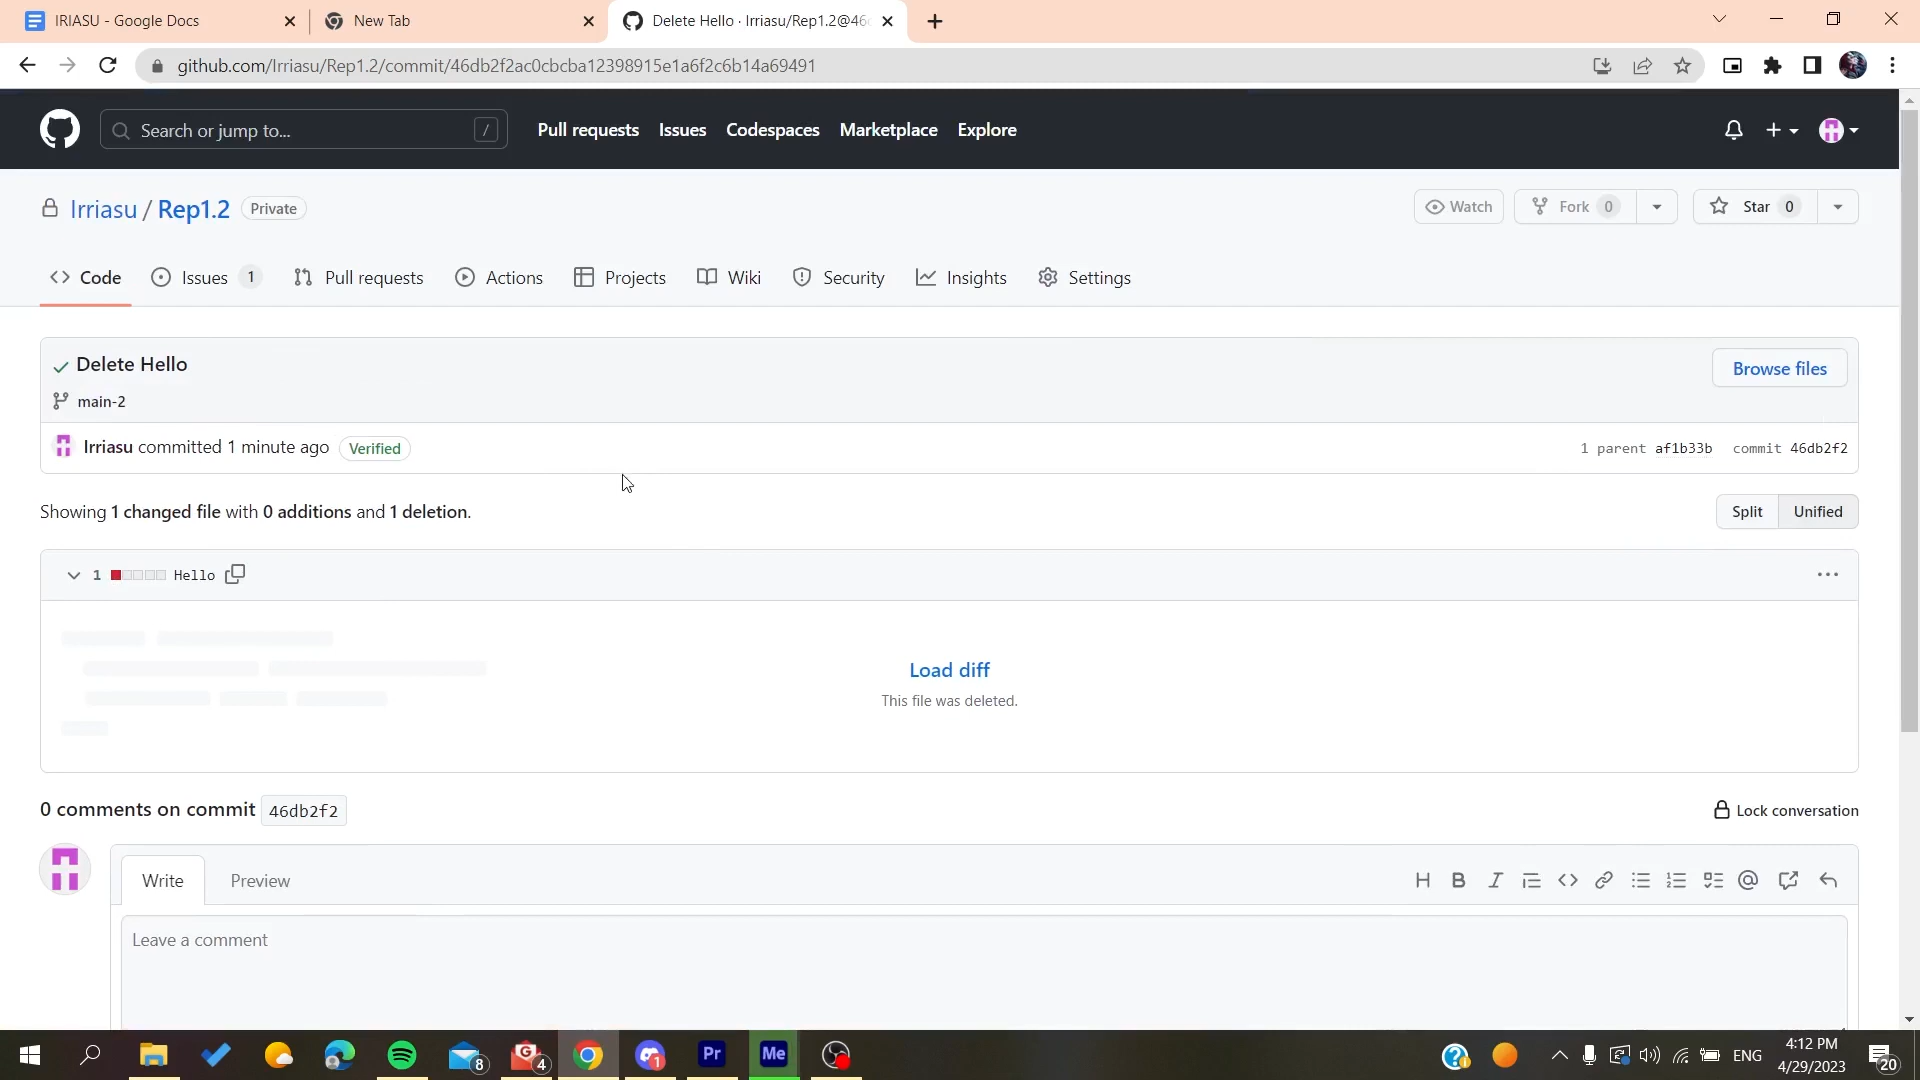 IRIASU - Google Docs
New Tab
Delete Hello · Irriasu/Rep1.2@46
github.com/Irriasu/Rep1.2/commit/46db2f2ac0cbcba12398915e1a6f2c6b14a69491
Search or jump to...
/
Pull requests
Issues
Codespaces
Marketplace
Explore
Irriasu / Rep1.2
Private
Watch
Fork 0
Star 0
Code
Issues 1
Pull requests
Actions
Projects
Wiki
Security
Insights
Settings
Delete Hello
Browse files
main-2
Irriasu committed 1 minute ago
Verified
1 parent af1b33b
commit 46db2f2
Showing 1 changed file with 0 additions and 1 deletion.
Split
Unified
1
Hello
Load diff
This file was deleted.
0 comments on commit 46db2f2
Lock conversation
Write
Preview
Leave a comment
8
G 4
1
Pr
Me
ENG
4:12 PM
4/29/2023
20